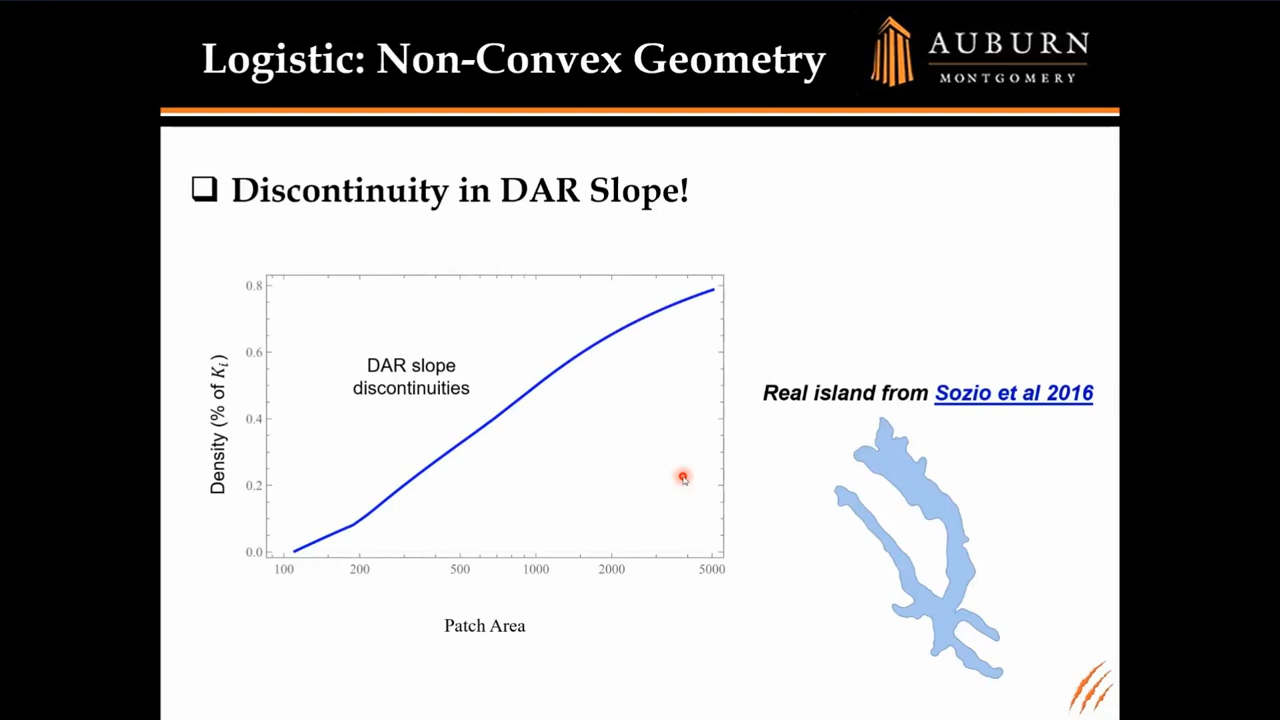 Logistic: Non-Convex Geometry
AUBURN
MONTGOMERY
Discontinuity in DAR Slope!
DAR slope
discontinuities
Density (% of Kᵢ)
0.8
0.6
0.4
0.2
0.0
100 200 500 1000 2000 5000
Patch Area
Real island from Sozio et al 2016